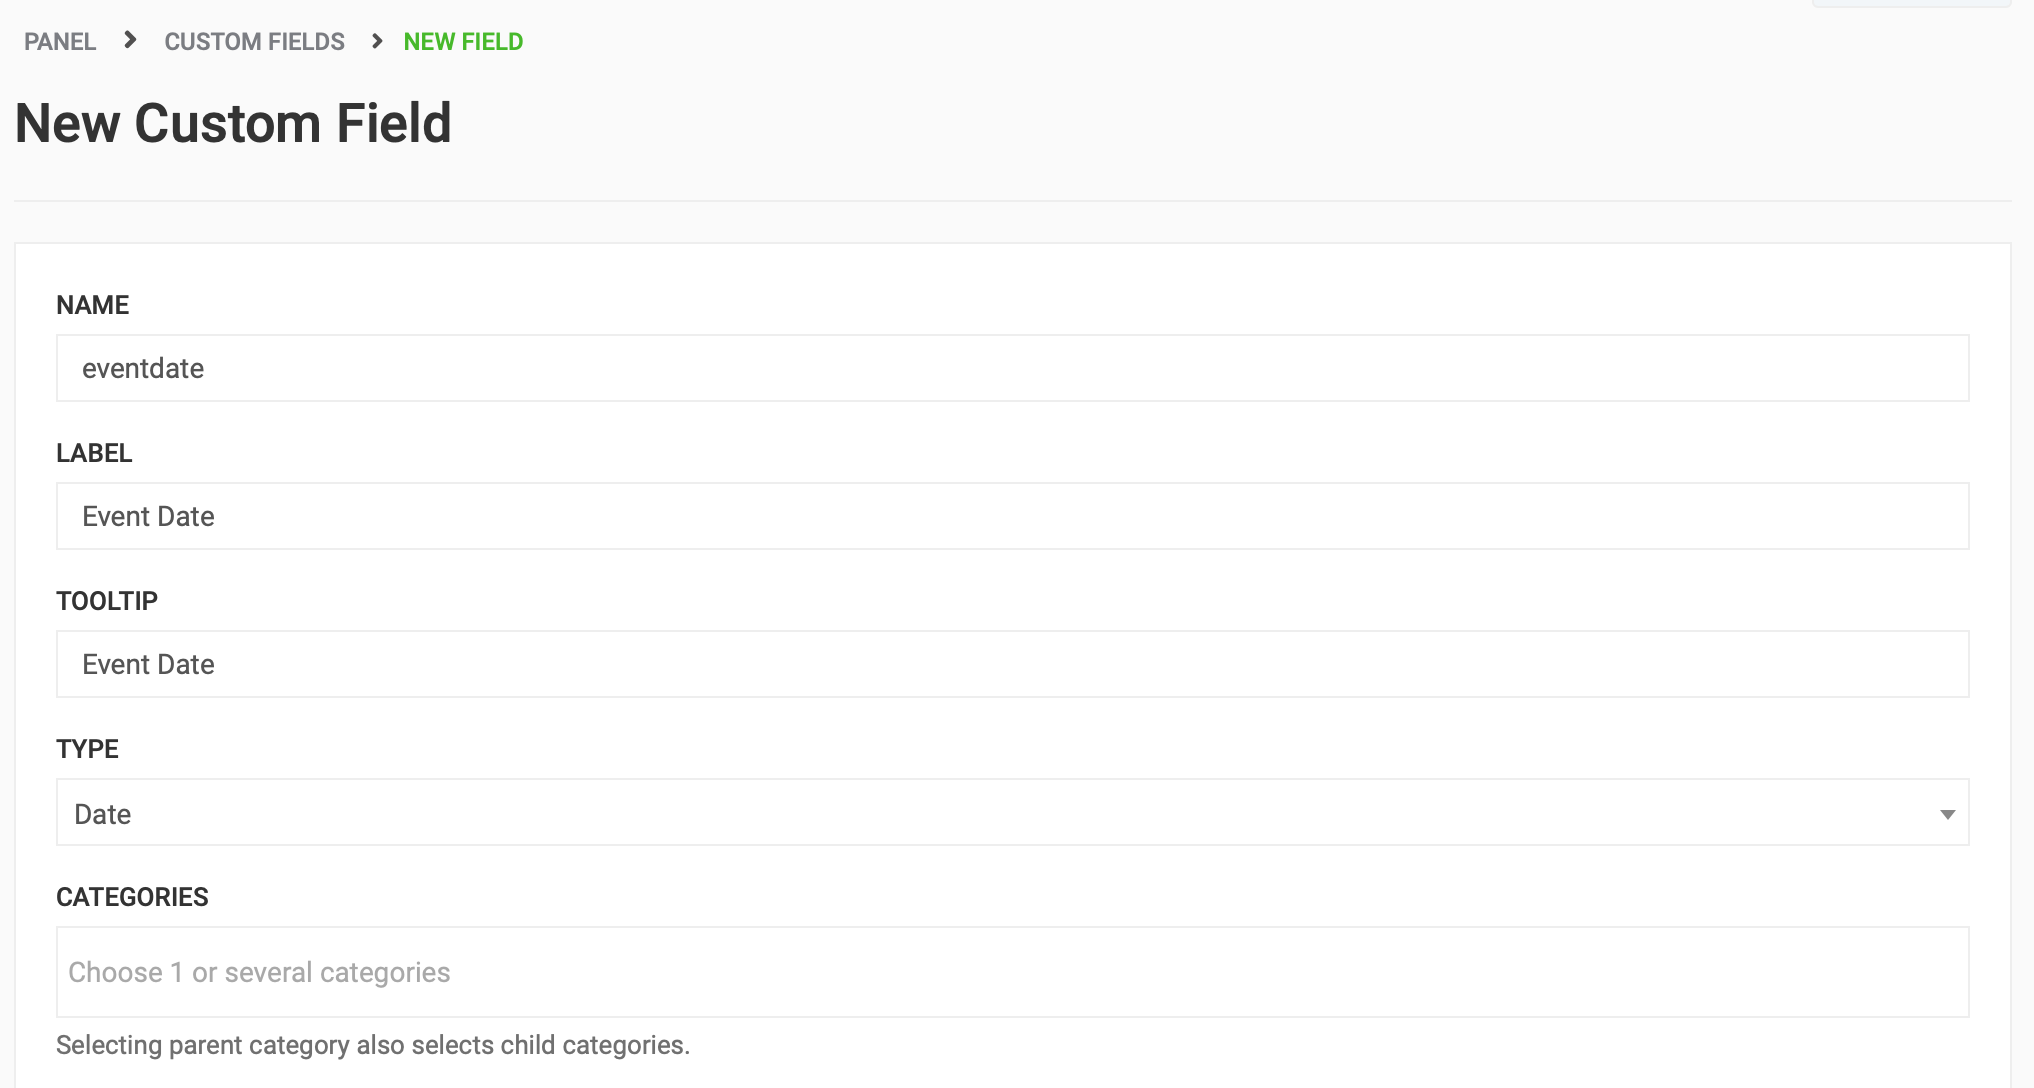 PANEL > CUSTOM FIELDS > NEW FIELD
New Custom Field
NAME
eventdate
LABEL
Event Date
TOOLTIP
Event Date
TYPE
Date
CATEGORIES
Choose 1 or several categories
Selecting parent category also selects child categories.